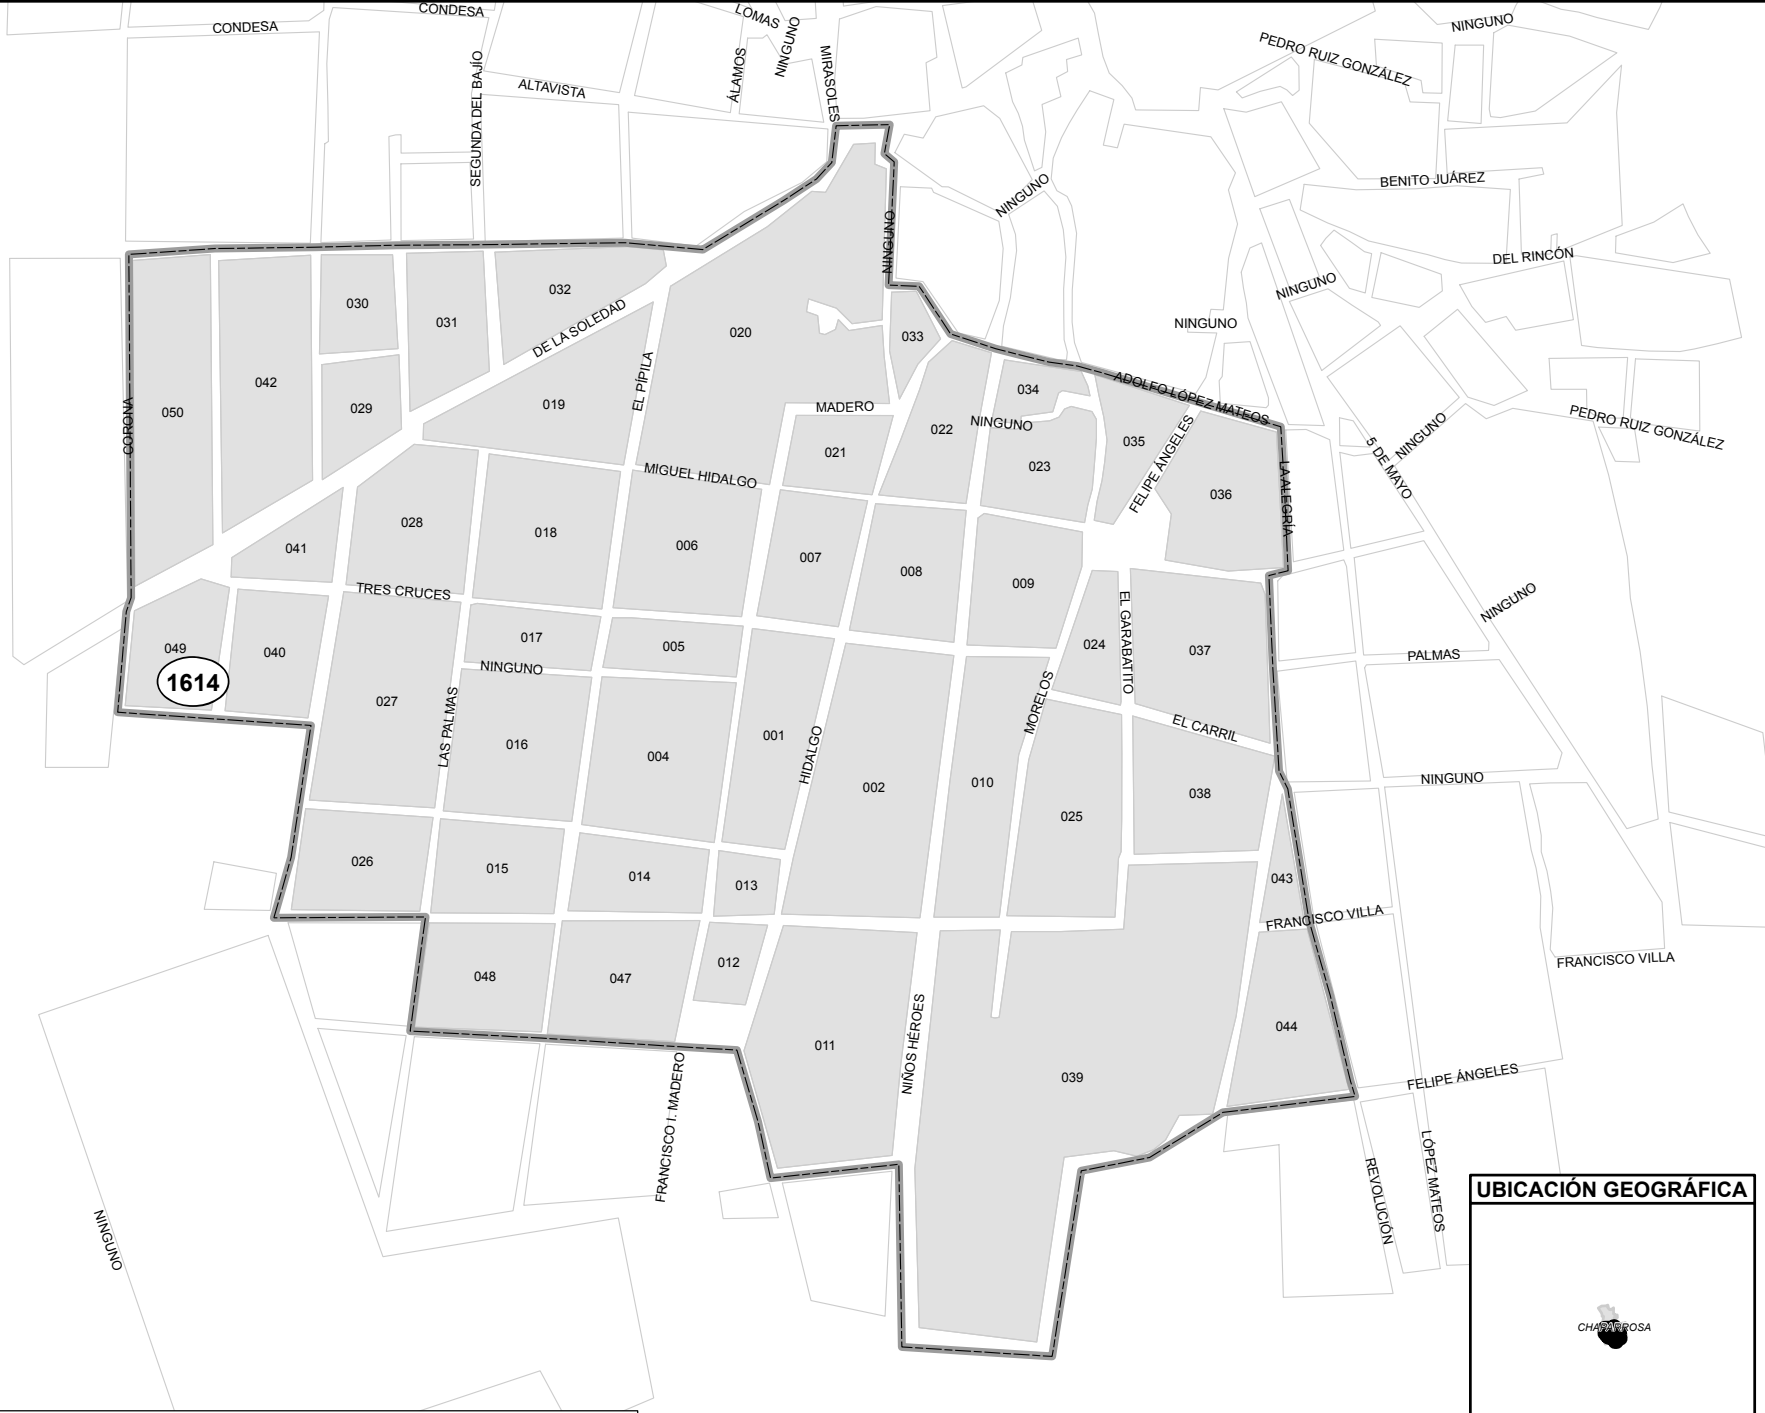 CONDESA
CONDESA
LOMAS
NINGUNO
NINGUNO
PEDRO RUIZ GONZÁLEZ
ÁLAMOS
MIRASOLES
SEGUNDA DEL BAJÍO
ALTAVISTA
BENITO JUÁREZ
NINGUNO
NINGUNO
DEL RINCÓN
NINGUNO
032
030
031
DE LA SOLEDAD
020
033
NINGUNO
042
029
050
CORONA
019
EL PÍPILA
MADERO
034
ADOLFO LÓPEZ MATEOS
022
NINGUNO
035
FELIPE ÁNGELES
021
023
5 DE MAYO
NINGUNO
PEDRO RUIZ GONZÁLEZ
MIGUEL HIDALGO
036
LA ALEGRÍA
028
018
006
007
008
009
041
TRES CRUCES
EL GARABATITO
NINGUNO
017
005
024
037
049
040
1614
NINGUNO
PALMAS
027
LAS PALMAS
016
004
001
HIDALGO
002
010
MORELOS
EL CARRIL
025
038
NINGUNO
026
015
014
013
043
FRANCISCO VILLA
FRANCISCO VILLA
048
047
012
011
NIÑOS HÉROES
039
044
FELIPE ÁNGELES
FRANCISCO I. MADERO
REVOLUCIÓN
LÓPEZ MATEOS
NINGUNO
UBICACIÓN GEOGRÁFICA
CHAPARROSA